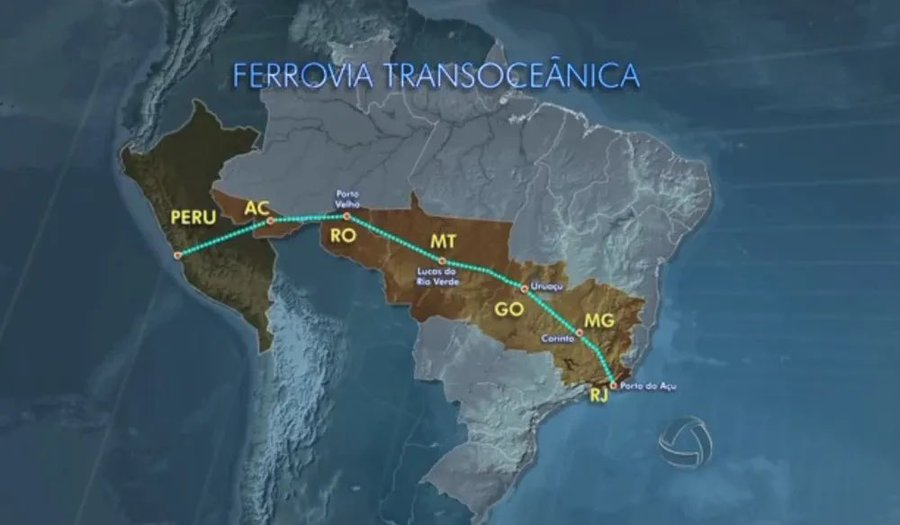 FERROVIA TRANSOCEÂNICA
Porto
Velho
PERU
AC
RO
MT
Lucas do
Rio Verde
Uruaçu
GO
MG
Corinto
Porto do Açu
RJ